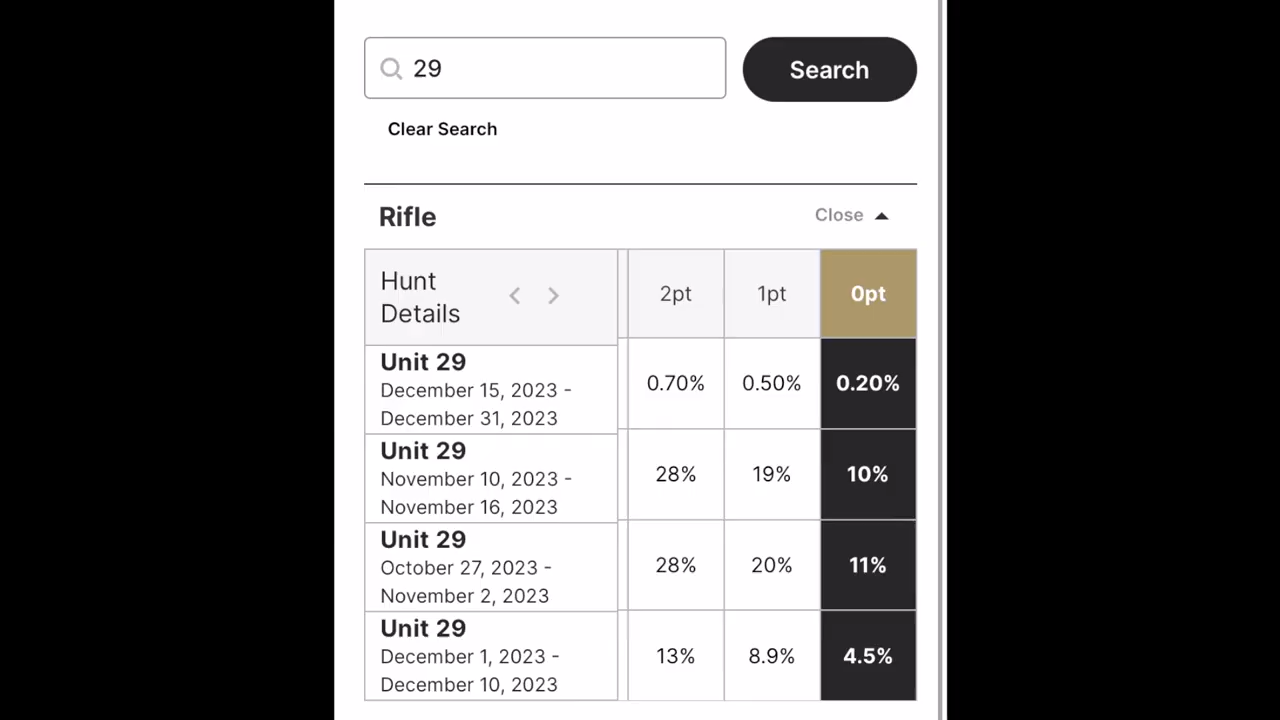 29
Search
Clear Search
Rifle
Close
Hunt
Details
2pt
1pt
0pt
Unit 29
December 15, 2023 -
December 31, 2023
0.70%
0.50%
0.20%
Unit 29
November 10, 2023 -
November 16, 2023
28%
19%
10%
Unit 29
October 27, 2023 -
November 2, 2023
28%
20%
11%
Unit 29
December 1, 2023 -
December 10, 2023
13%
8.9%
4.5%